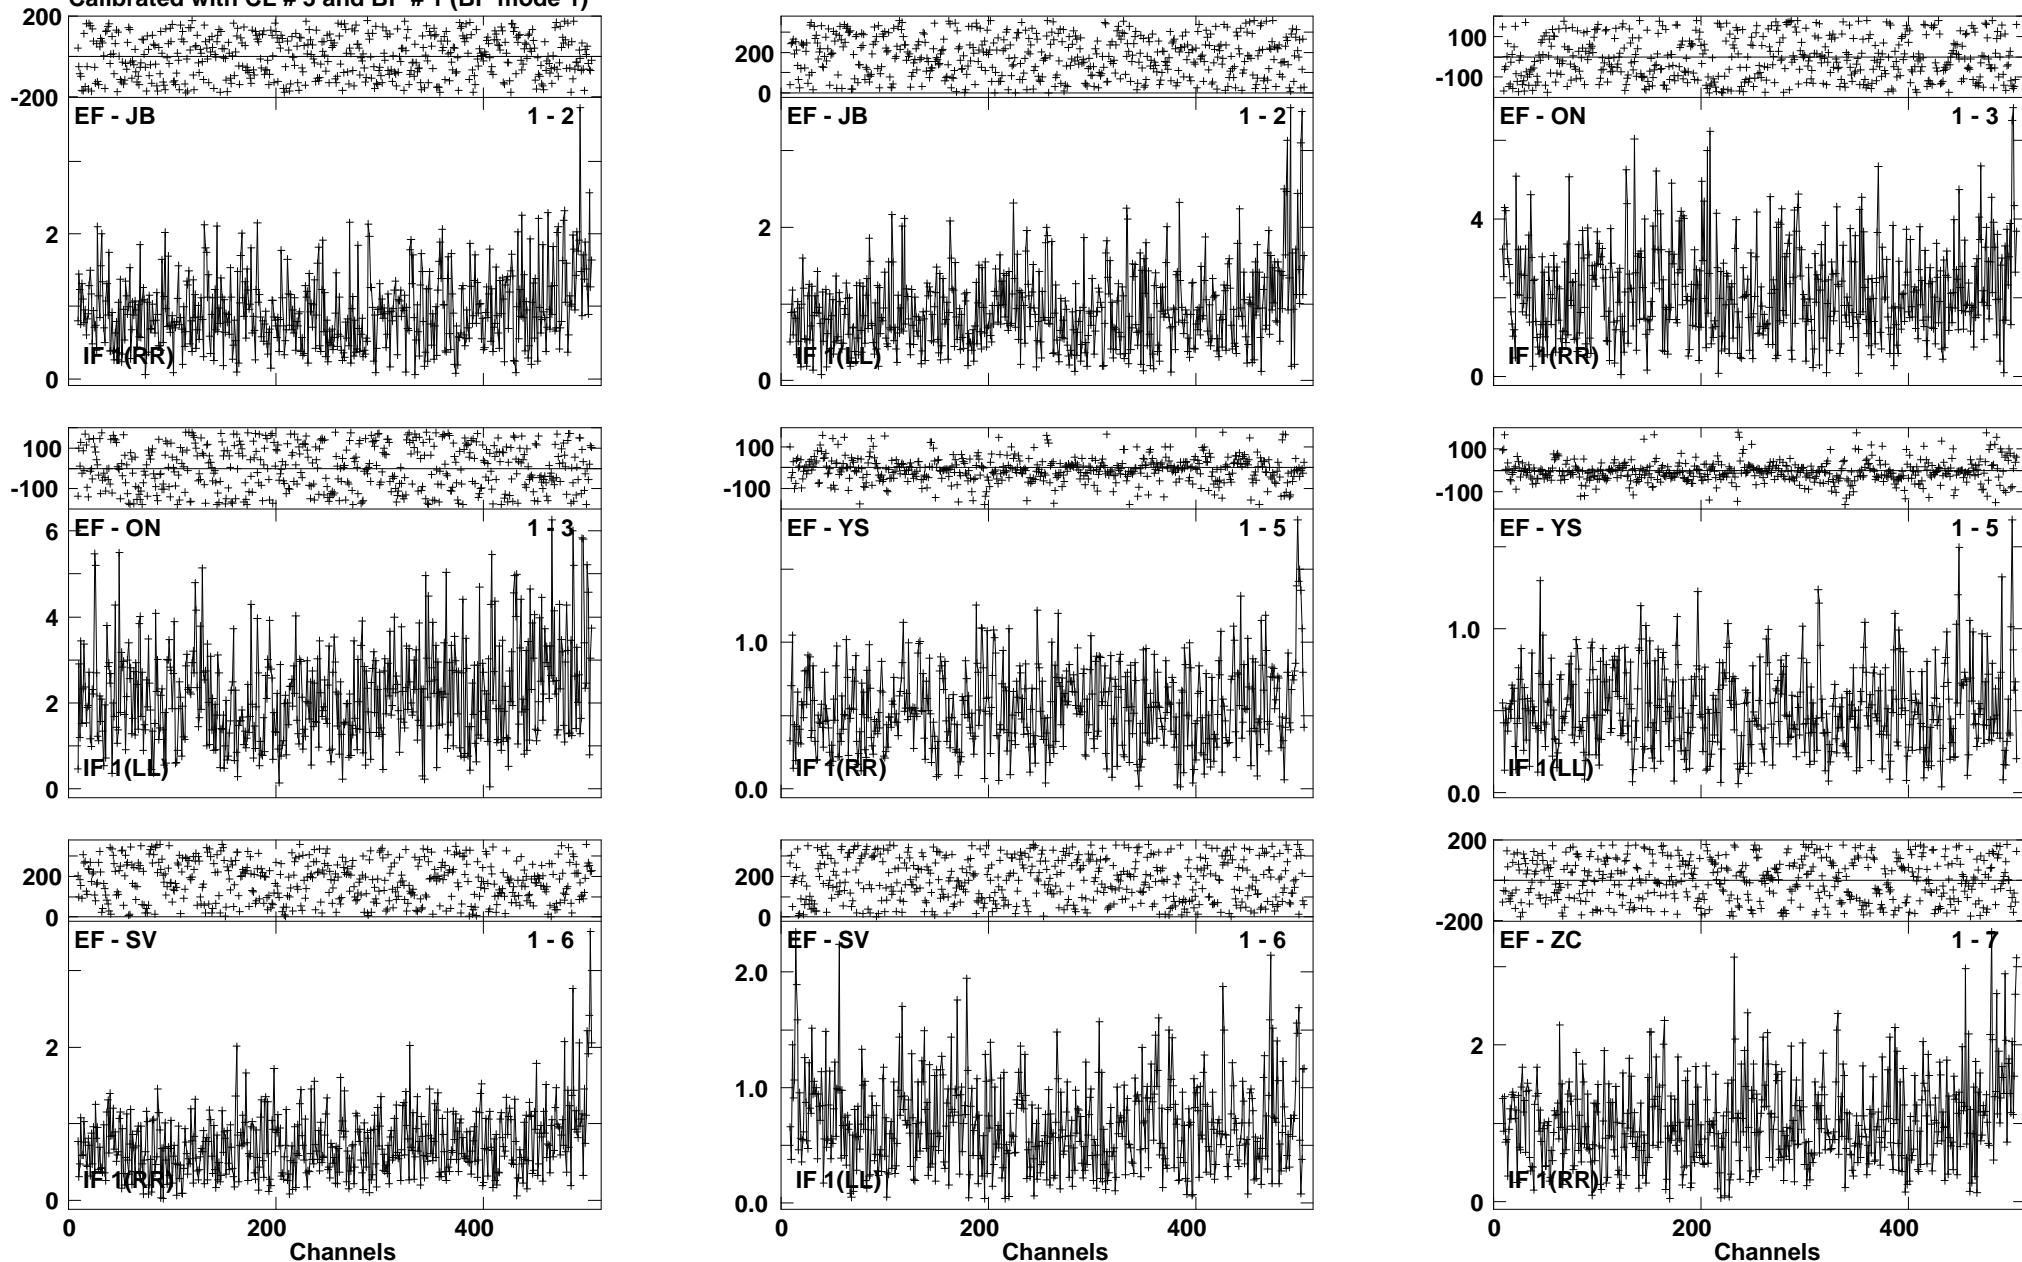 Calibrated with CL # 3 and BP # 1 (BP mode 1)
200
-200
EF - JB 1 - 2
2
0
IF 1(RR)
200
0
EF - JB 1 - 2
2
0
IF 1(LL)
100
-100
EF - ON 1 - 3
4
0
IF 1(RR)
100
-100
EF - ON 1 - 3
6
4
2
0
IF 1(LL)
100
-100
EF - YS 1 - 5
1.0
0.0
IF 1(RR)
100
-100
EF - YS 1 - 5
1.0
0.0
IF 1(LL)
200
0
EF - SV 1 - 6
2
0
IF 1(RR)
0 200 400
Channels
200
0
EF - SV 1 - 6
2.0
1.0
0.0
IF 1(LL)
0 200 400
Channels
200
-200
EF - ZC 1 - 7
2
0
IF 1(RR)
0 200 400
Channels